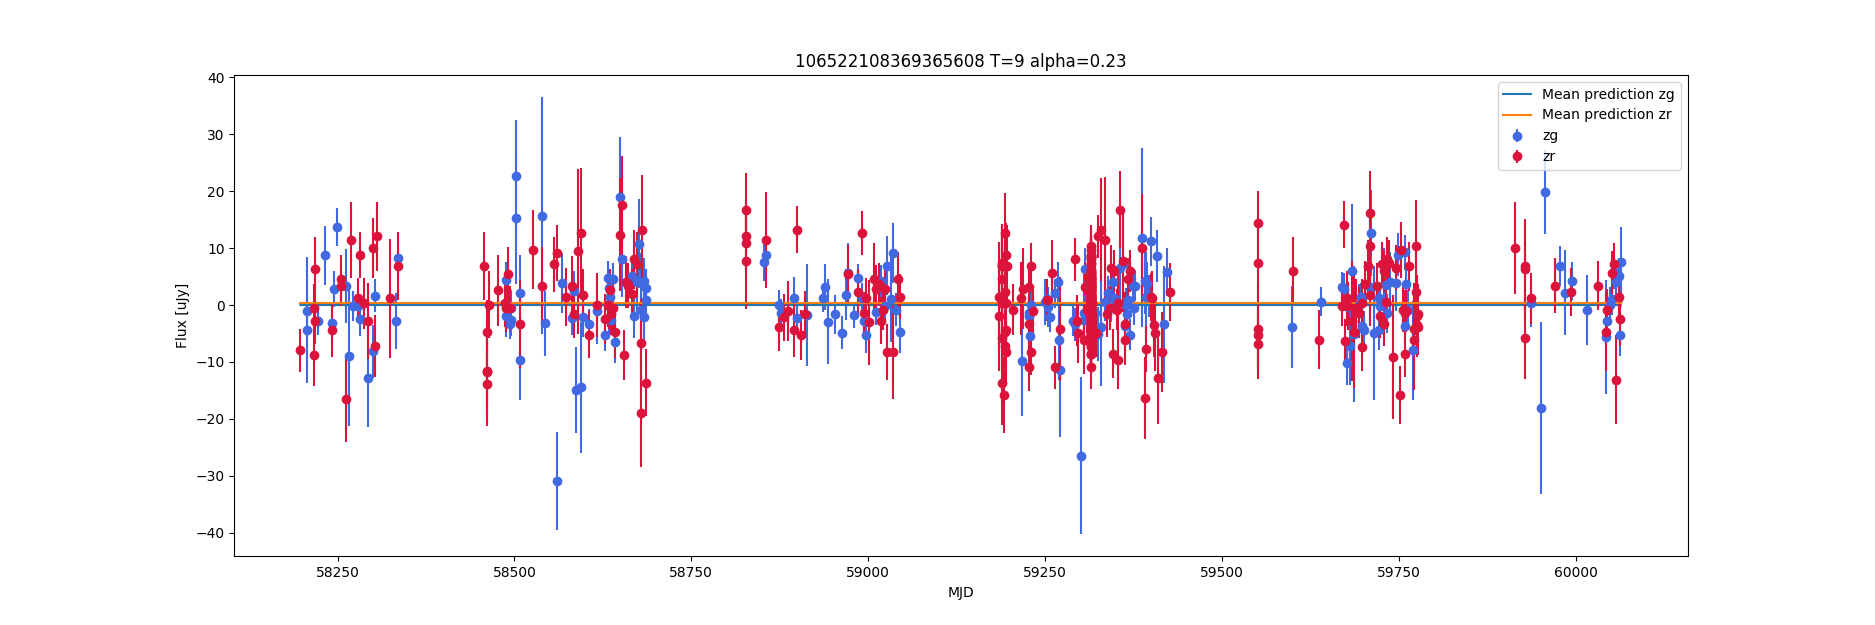 106522108369365608 T=9 alpha=0.23
Mean prediction zg
Mean prediction zr
zg
zr
Flux [uJy]
40
30
20
10
0
−10
−20
−30
−40
58250 58500 58750 59000 59250 59500 59750 60000
MJD